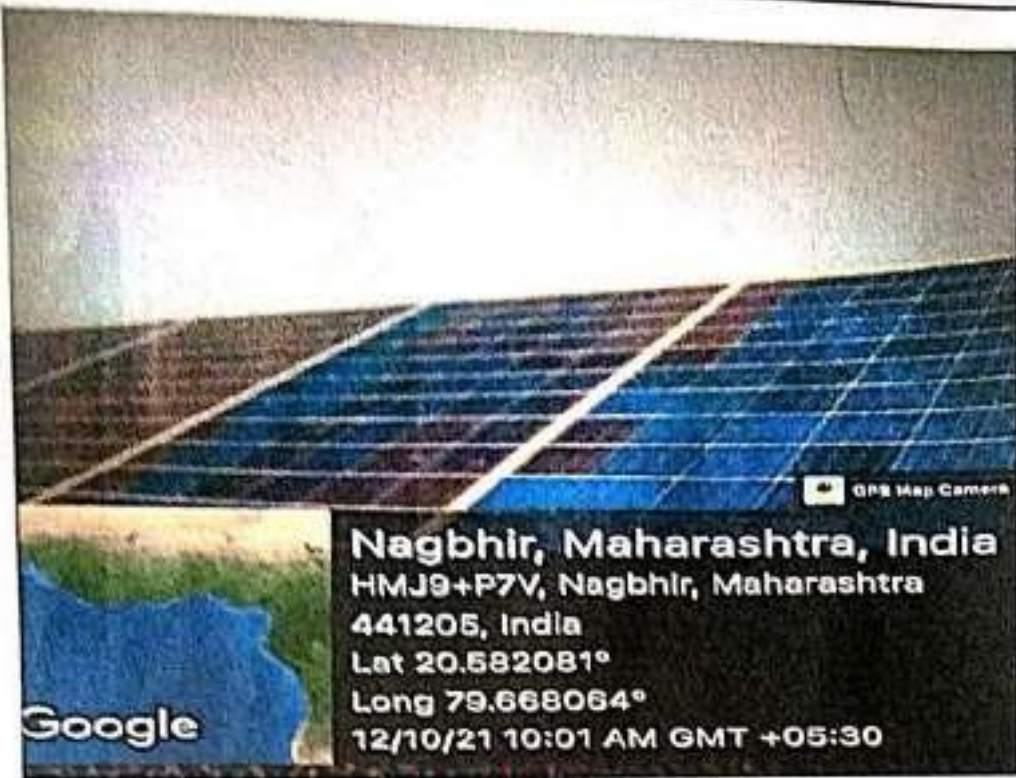 GPS Map Camera
Nagbhir, Maharashtra, India
HMJ9+P7V, Nagbhir, Maharashtra
441205, India
Lat 20.582081°
Long 79.668064°
12/10/21 10:01 AM GMT +05:30
Google